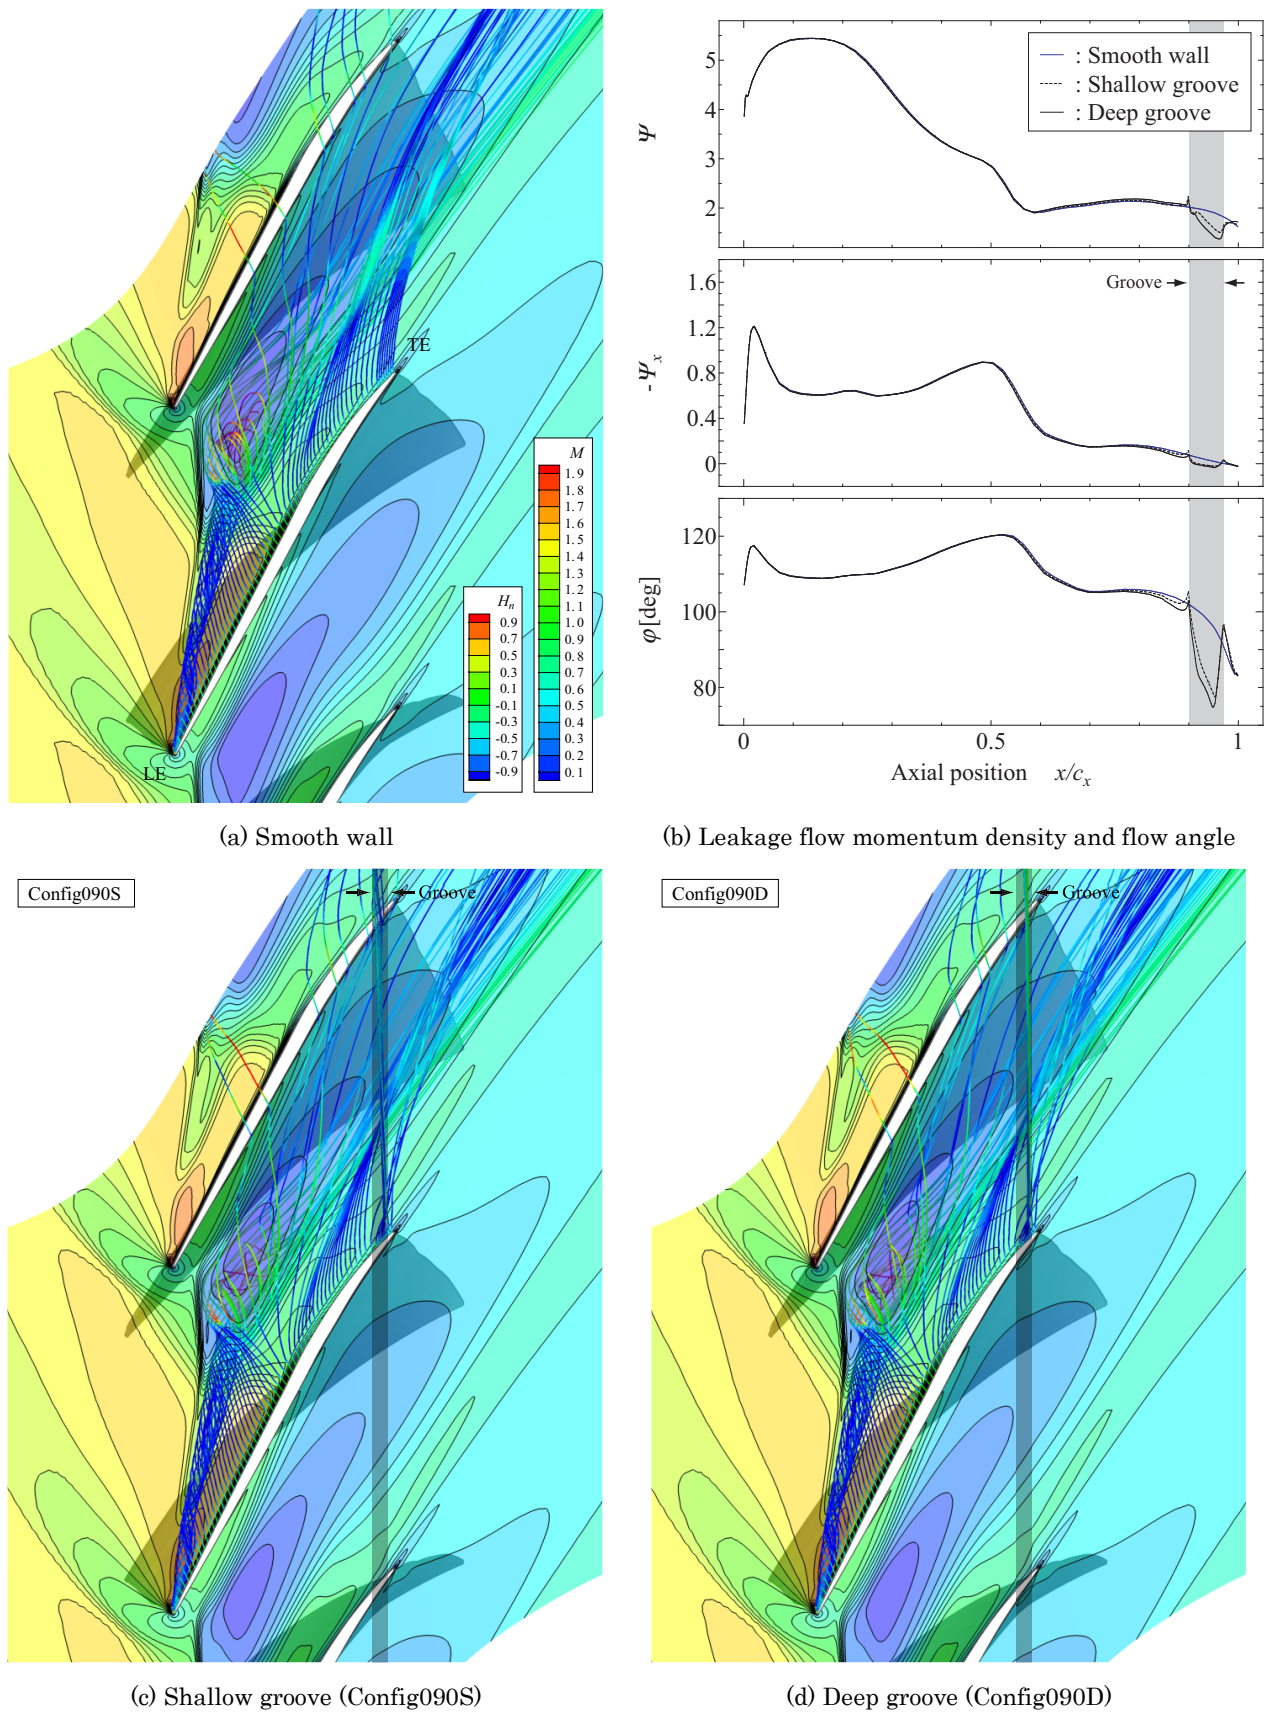 TE
LE
H_n
0.9
0.7
0.5
0.3
0.1
-0.3
-0.5
-0.7
-0.9
M
1.9
1.8
1.7
1.6
1.5
1.4
1.3
1.2
1.1
1.0
0.9
0.8
0.7
0.6
0.5
0.4
0.3
0.2
0.1
(a) Smooth wall
Ψ
5
4
3
2
: Smooth wall
: Shallow groove
: Deep groove
-Ψ_x
1.6
1.2
0.8
0.4
0
Groove
φ [deg]
120
100
80
0 0.5 1
Axial position x/c_x
(b) Leakage flow momentum density and flow angle
Config090S
Groove
(c) Shallow groove (Config090S)
Config090D
Groove
(d) Deep groove (Config090D)